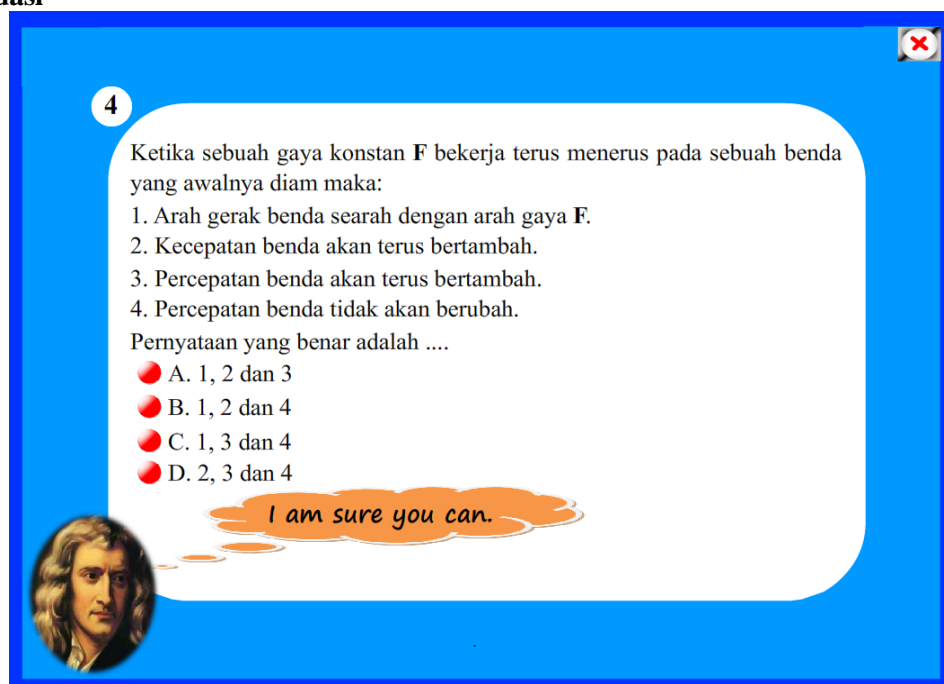 4
Ketika sebuah gaya konstan F bekerja terus menerus pada sebuah benda
yang awalnya diam maka:
1. Arah gerak benda searah dengan arah gaya F.
2. Kecepatan benda akan terus bertambah.
3. Percepatan benda akan terus bertambah.
4. Percepatan benda tidak akan berubah.
Pernyataan yang benar adalah ....
A. 1, 2 dan 3
B. 1, 2 dan 4
C. 1, 3 dan 4
D. 2, 3 dan 4
I am sure you can.